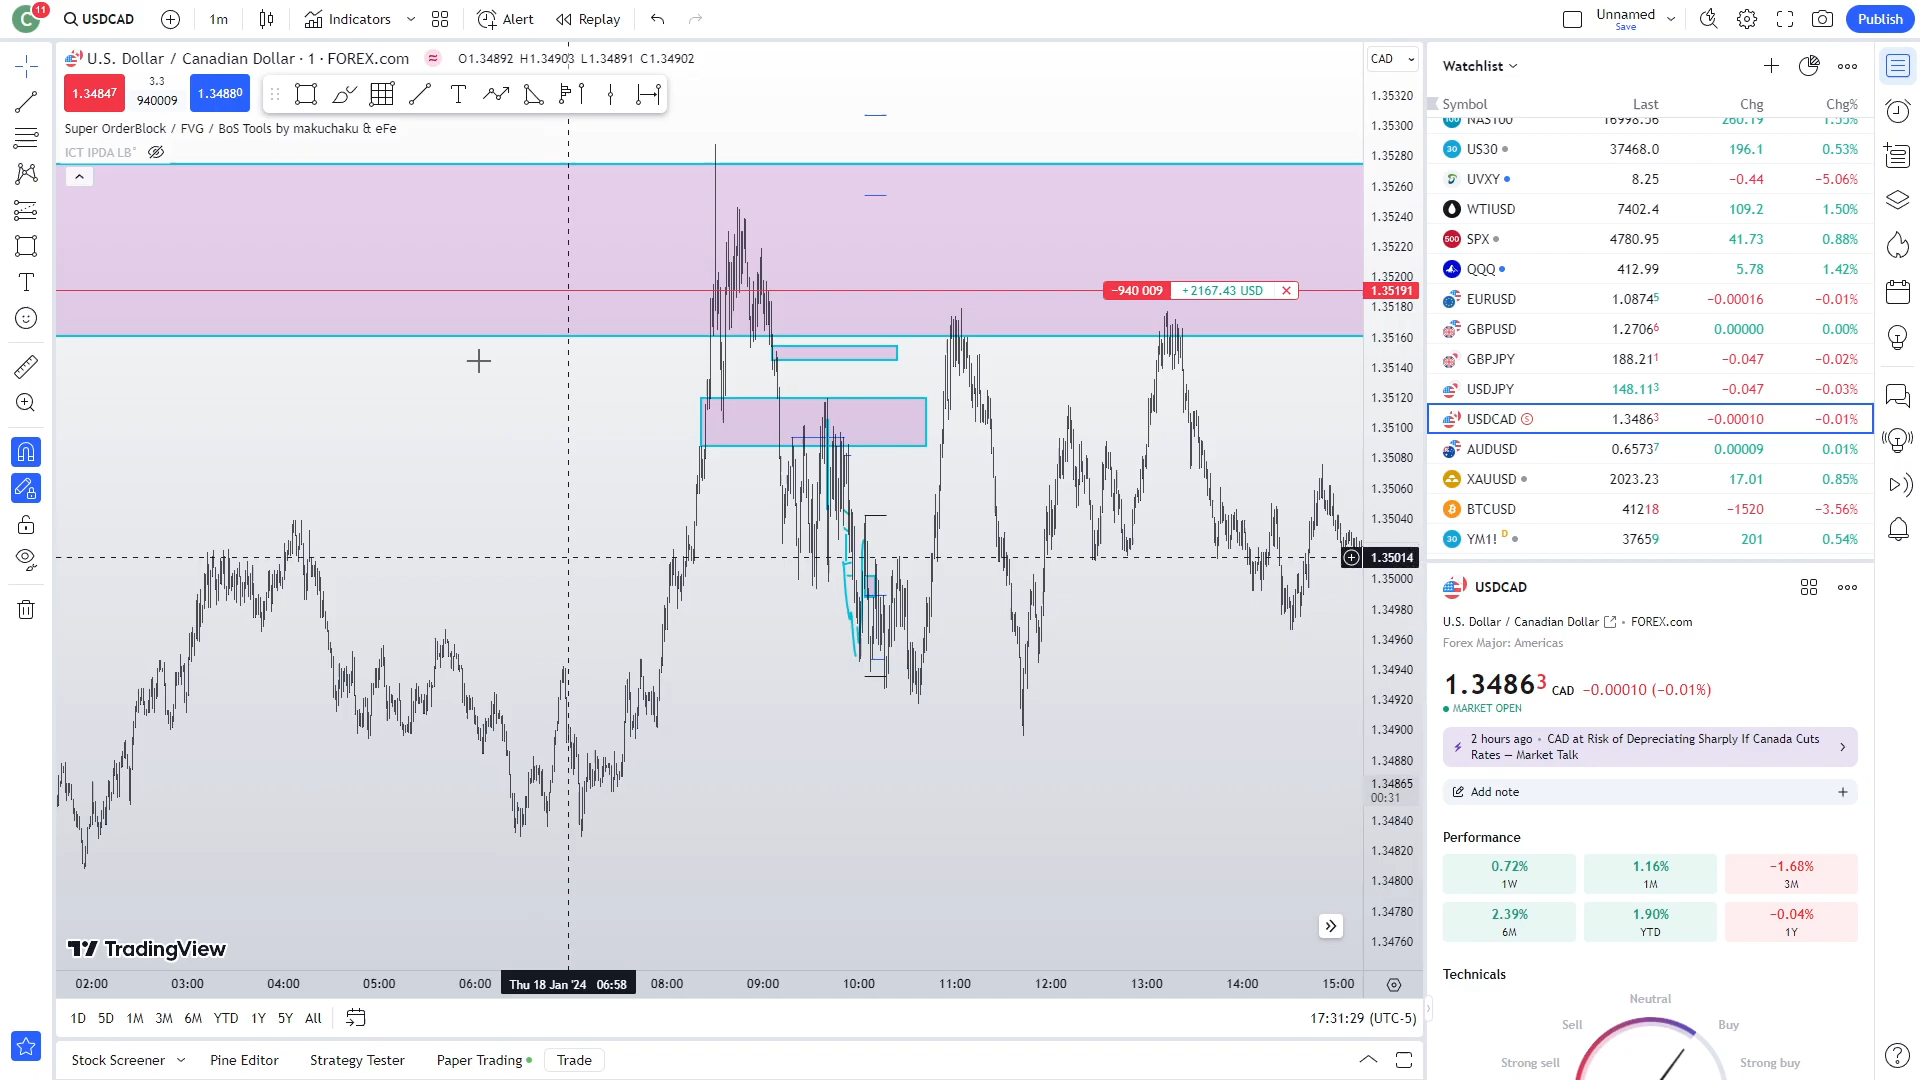 C 11 USDCAD 1m Indicators Alert Replay Unnamed Save Publish
U.S. Dollar / Canadian Dollar · 1 · FOREX.com O1.34892 H1.34903 L1.34891 C1.34902
1.34847 3.3 940009 1.34880
Super OrderBlock / FVG / BoS Tools by makuchaku & eFe
ICT IPDA LB°
−940 009 +2167.43 USD
CAD
1.35320
1.35300
1.35280
1.35260
1.35240
1.35220
1.35200
1.35191
1.35180
1.35160
1.35140
1.35120
1.35100
1.35080
1.35060
1.35040
1.35014
1.35000
1.34980
1.34960
1.34940
1.34920
1.34900
1.34880
1.34865
00:31
1.34840
1.34820
1.34800
1.34780
1.34760
TradingView
02:00 03:00 04:00 05:00 06:00 Thu 18 Jan '24 06:58 08:00 09:00 10:00 11:00 12:00 13:00 14:00 15:00
1D 5D 1M 3M 6M YTD 1Y 5Y All 17:31:29 (UTC-5)
Stock Screener Pine Editor Strategy Tester Paper Trading Trade
Watchlist
Symbol Last Chg Chg%
NAS100 16998.56 260.19 1.55%
US30 37468.0 196.1 0.53%
UVXY 8.25 −0.44 −5.06%
WTIUSD 7402.4 109.2 1.50%
SPX 4780.95 41.73 0.88%
QQQ 412.99 5.78 1.42%
EURUSD 1.08745 −0.00016 −0.01%
GBPUSD 1.27066 0.00000 0.00%
GBPJPY 188.211 −0.047 −0.02%
USDJPY 148.113 −0.047 −0.03%
USDCAD 1.34863 −0.00010 −0.01%
AUDUSD 0.65737 0.00009 0.01%
XAUUSD 2023.23 17.01 0.85%
BTCUSD 41218 −1520 −3.56%
YM1! D 37659 201 0.54%
USDCAD
U.S. Dollar / Canadian Dollar • FOREX.com
Forex Major: Americas
1.34863 CAD −0.00010 (−0.01%)
MARKET OPEN
2 hours ago • CAD at Risk of Depreciating Sharply If Canada Cuts
Rates — Market Talk
Add note
Performance
0.72% 1.16% −1.68%
1W 1M 3M
2.39% 1.90% −0.04%
6M YTD 1Y
Technicals
Neutral
Sell Buy
Strong sell Strong buy